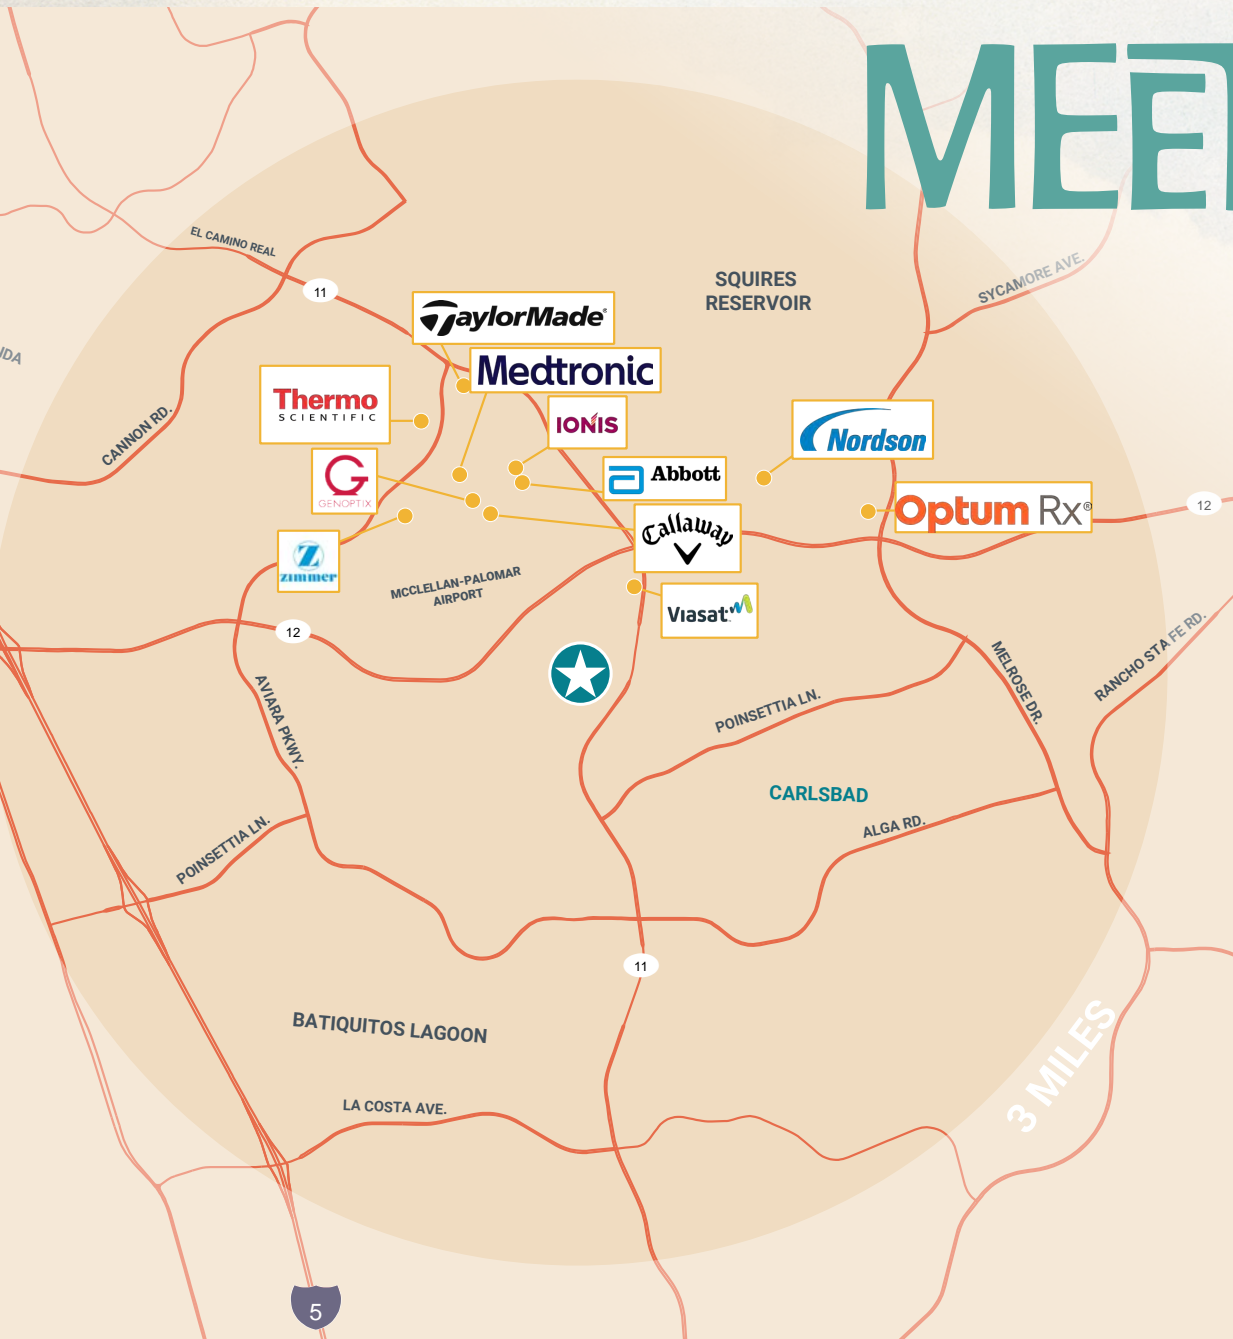 MEET
EL CAMINO REAL
11
SQUIRES
RESERVOIR
SYCAMORE AVE.
TaylorMade®
Medtronic
Thermo
SCIENTIFIC
IONIS
CANNON RD.
Nordson
GENOPTIX
Abbott
Optum Rx®
12
Callaway
zimmer
MCCLELLAN-PALOMAR
AIRPORT
Viasat
12
RANCHO STA FE RD.
MELROSE DR.
AVIARA PKWY.
POINSETTIA LN.
CARLSBAD
ALGA RD.
POINSETTIA LN.
11
BATIQUITOS LAGOON
3 MILES
LA COSTA AVE.
5